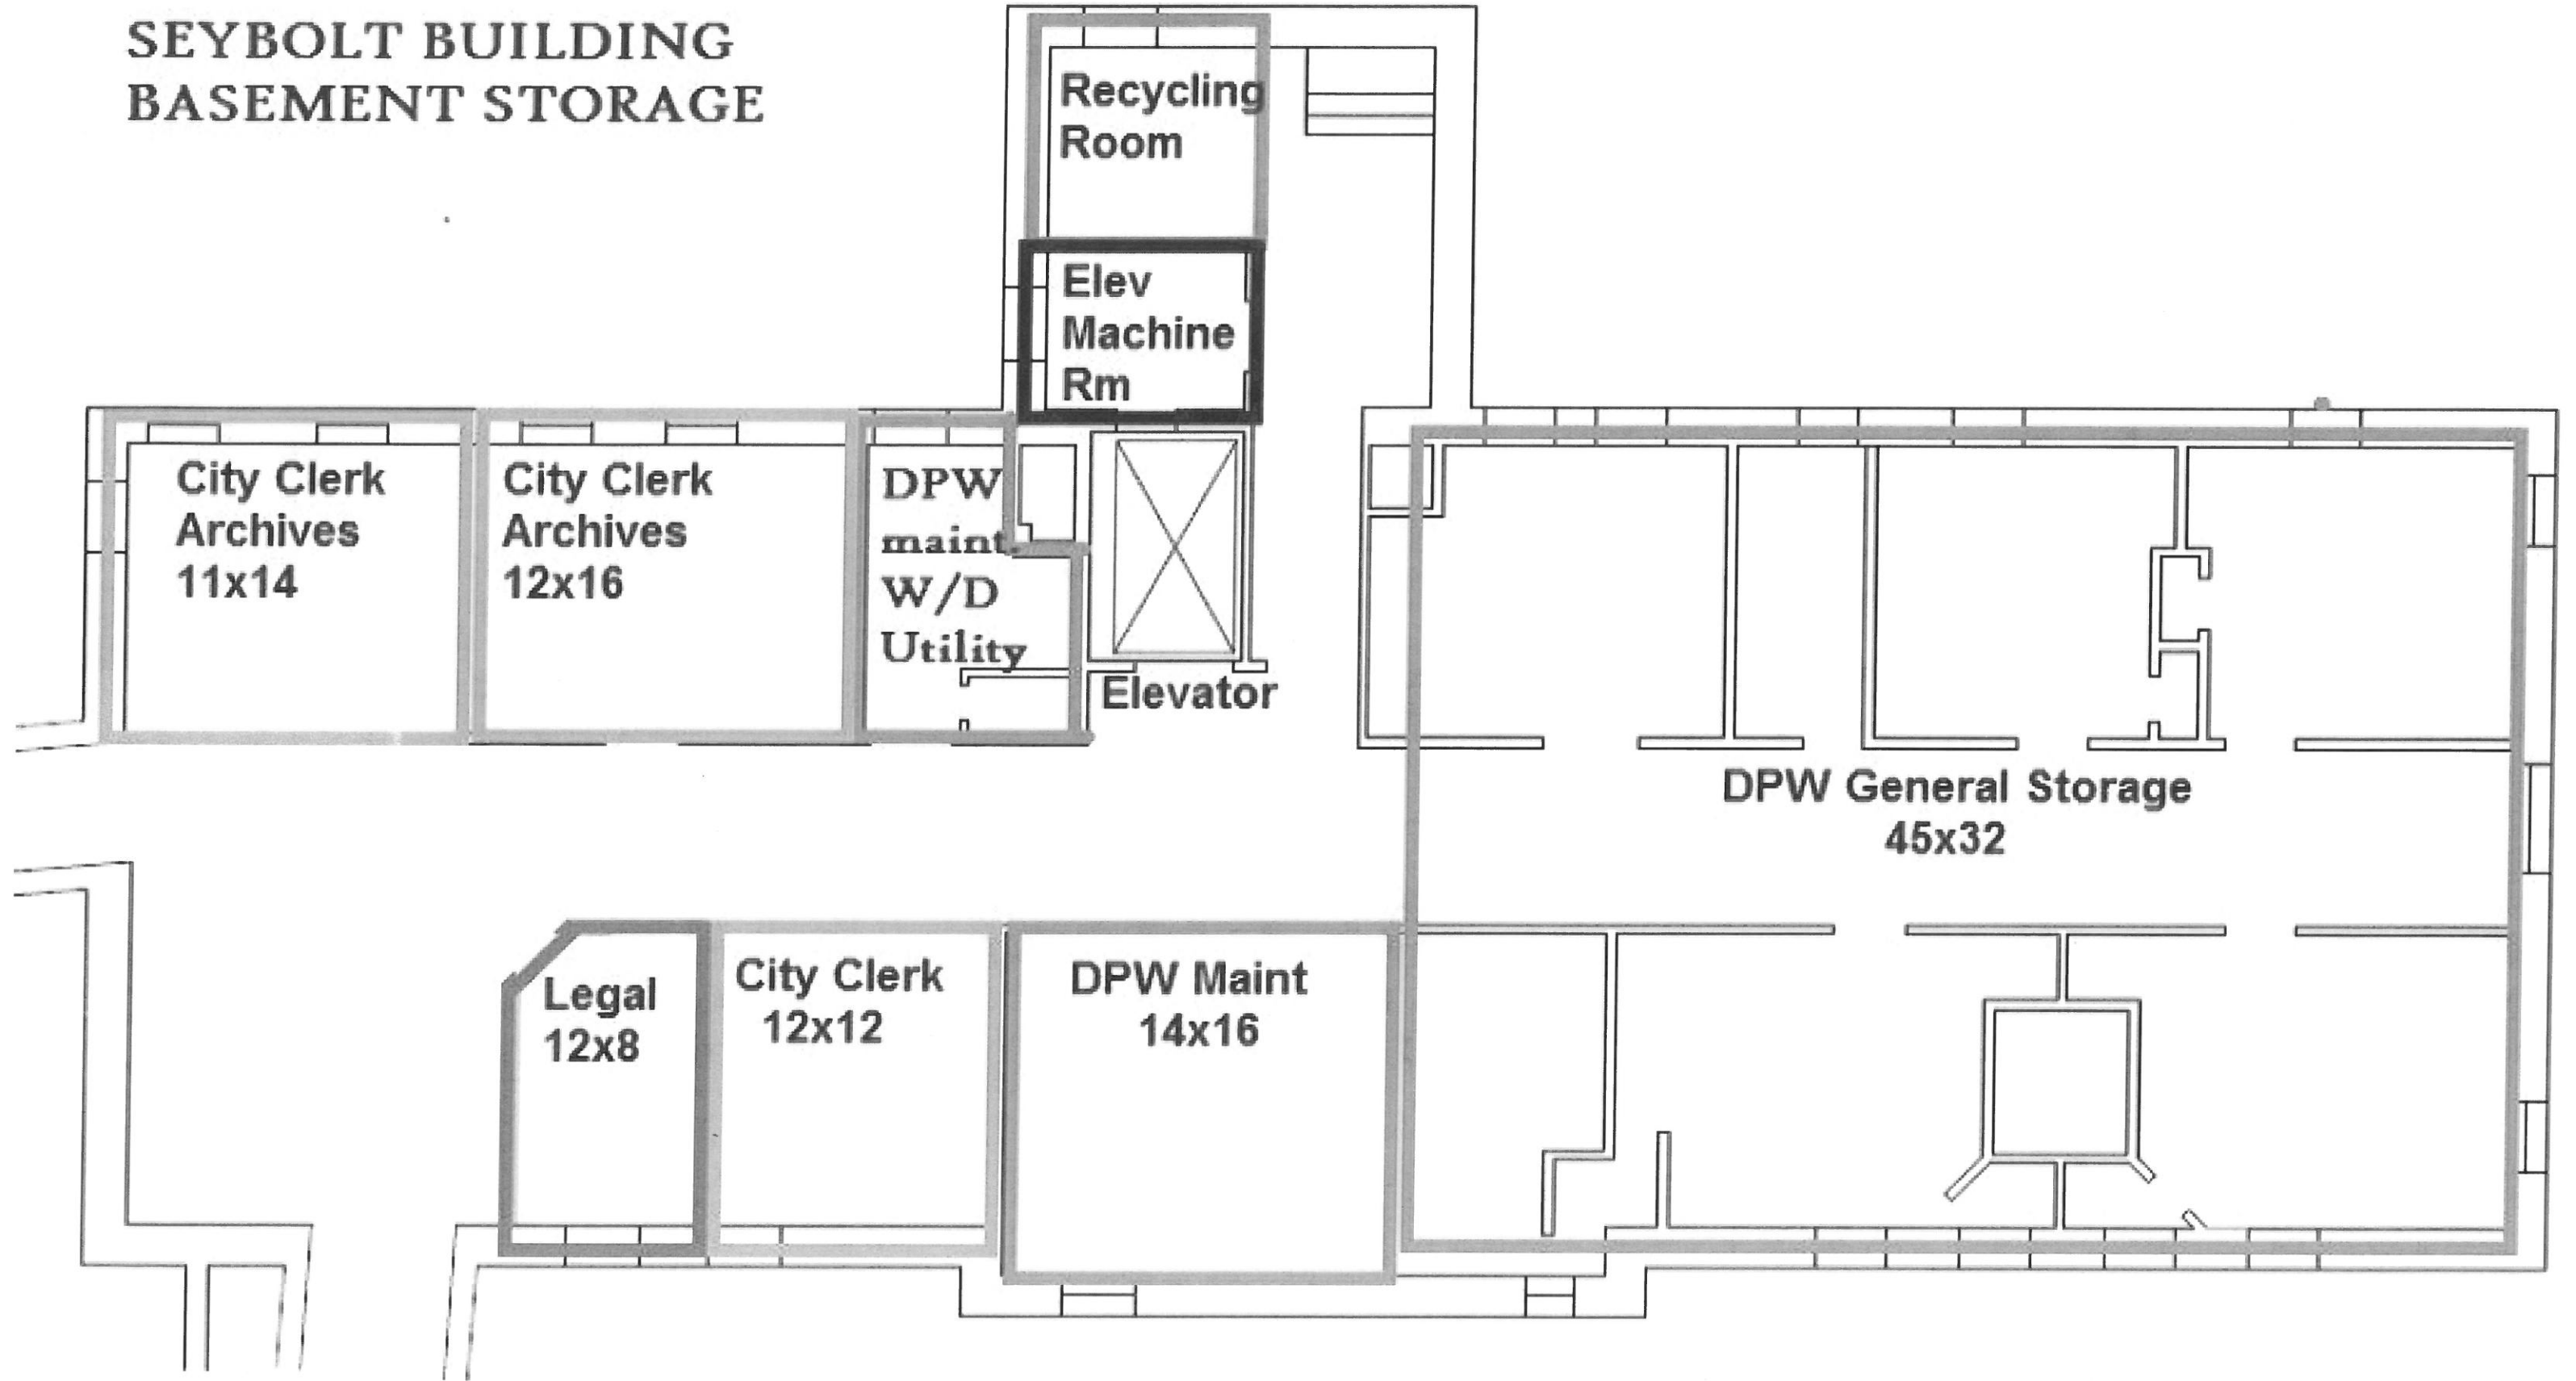 SEYBOLT BUILDING
BASEMENT STORAGE
Recycling
Room
Elev
Machine
Rm
City Clerk
Archives
11x14
City Clerk
Archives
12x16
DPW
maint.
W/D
Utility
Elevator
DPW General Storage
45x32
Legal
12x8
City Clerk
12x12
DPW Maint
14x16